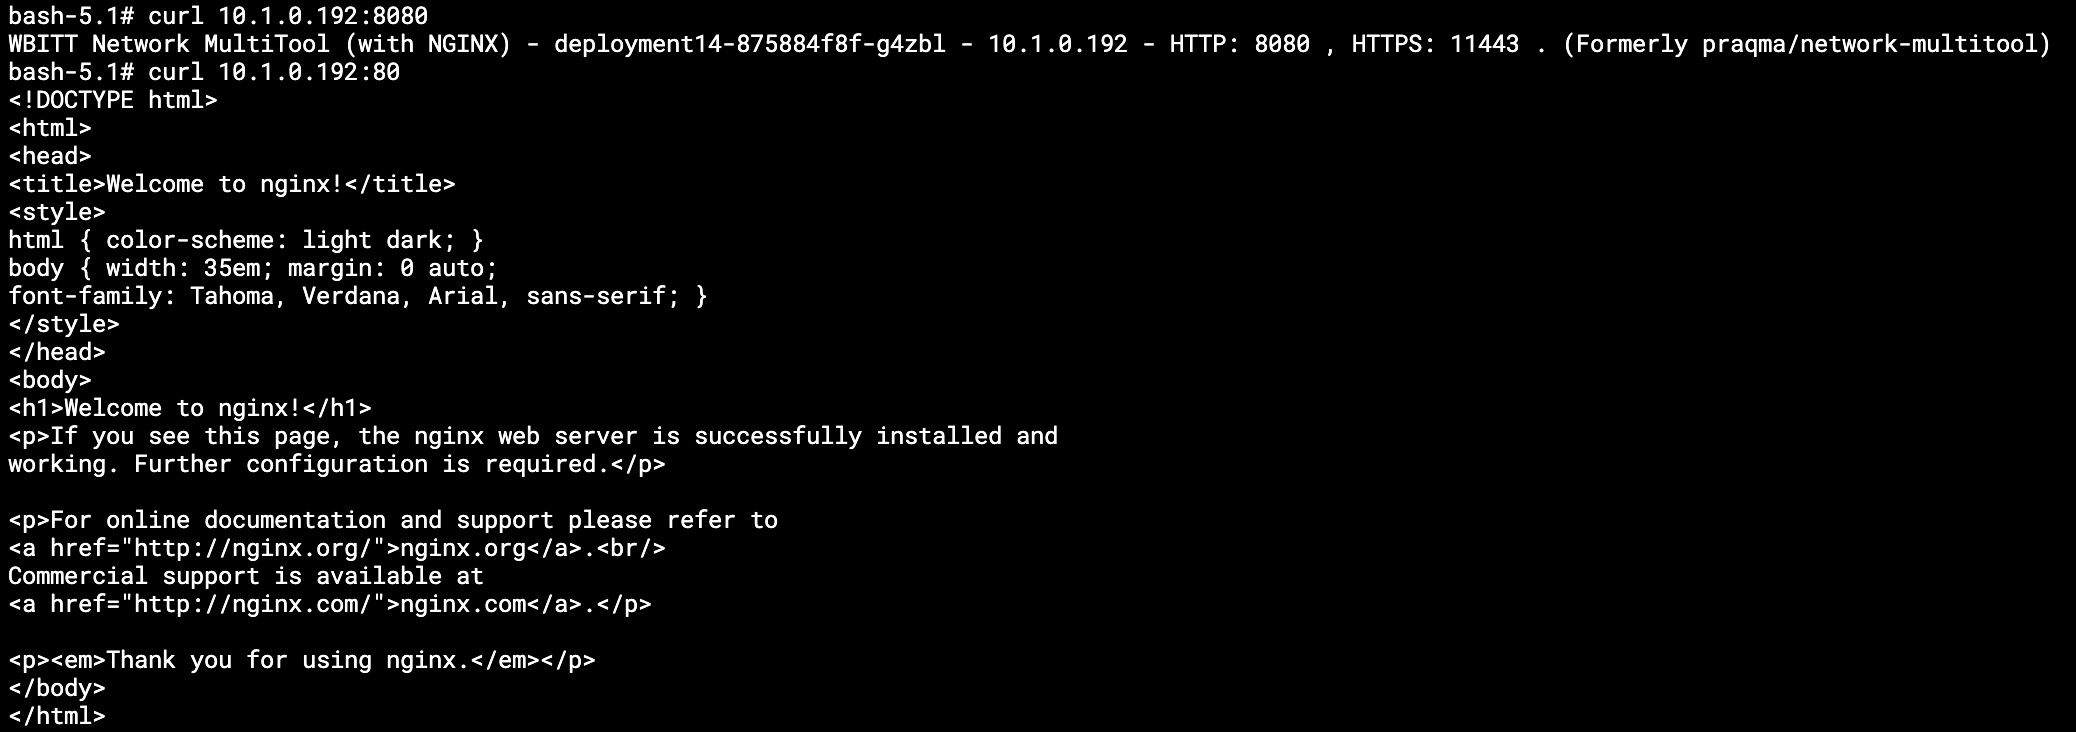 bash-5.1# curl 10.1.0.192:8080
WBITT Network MultiTool (with NGINX) - deployment14-875884f8f-g4zbl - 10.1.0.192 - HTTP: 8080 , HTTPS: 11443 . (Formerly praqma/network-multitool)
bash-5.1# curl 10.1.0.192:80
<!DOCTYPE html>
<html>
<head>
<title>Welcome to nginx!</title>
<style>
html { color-scheme: light dark; }
body { width: 35em; margin: 0 auto;
font-family: Tahoma, Verdana, Arial, sans-serif; }
</style>
</head>
<body>
<h1>Welcome to nginx!</h1>
<p>If you see this page, the nginx web server is successfully installed and
working. Further configuration is required.</p>
<p>For online documentation and support please refer to
<a href="http://nginx.org/">nginx.org</a>.<br/>
Commercial support is available at
<a href="http://nginx.com/">nginx.com</a>.</p>
<p><em>Thank you for using nginx.</em></p>
</body>
</html>